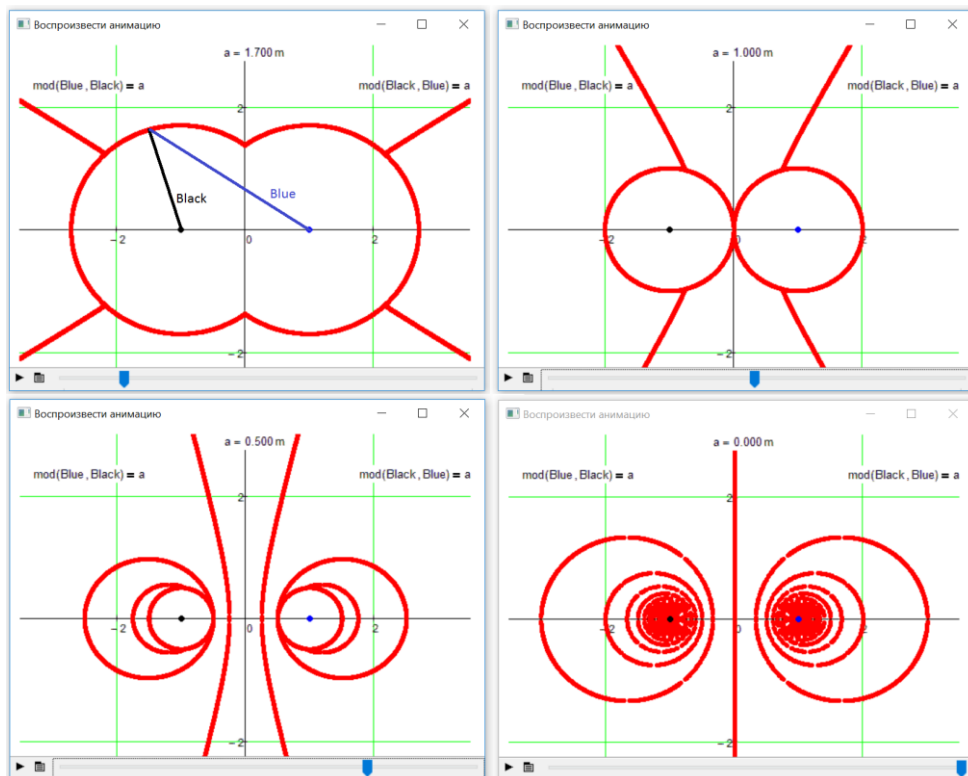 Воспроизвести анимацию
a = 1.700 m
mod(Blue, Black) = a
mod(Black, Blue) = a
2
Blue
Black
-2
0
2
-2
Воспроизвести анимацию
a = 1.000 m
mod(Blue, Black) = a
mod(Black, Blue) = a
2
-2
0
2
-2
Воспроизвести анимацию
a = 0.500 m
mod(Blue, Black) = a
mod(Black, Blue) = a
2
-2
0
2
-2
Воспроизвести анимацию
a = 0.000 m
mod(Blue, Black) = a
mod(Black, Blue) = a
2
-2
0
2
-2